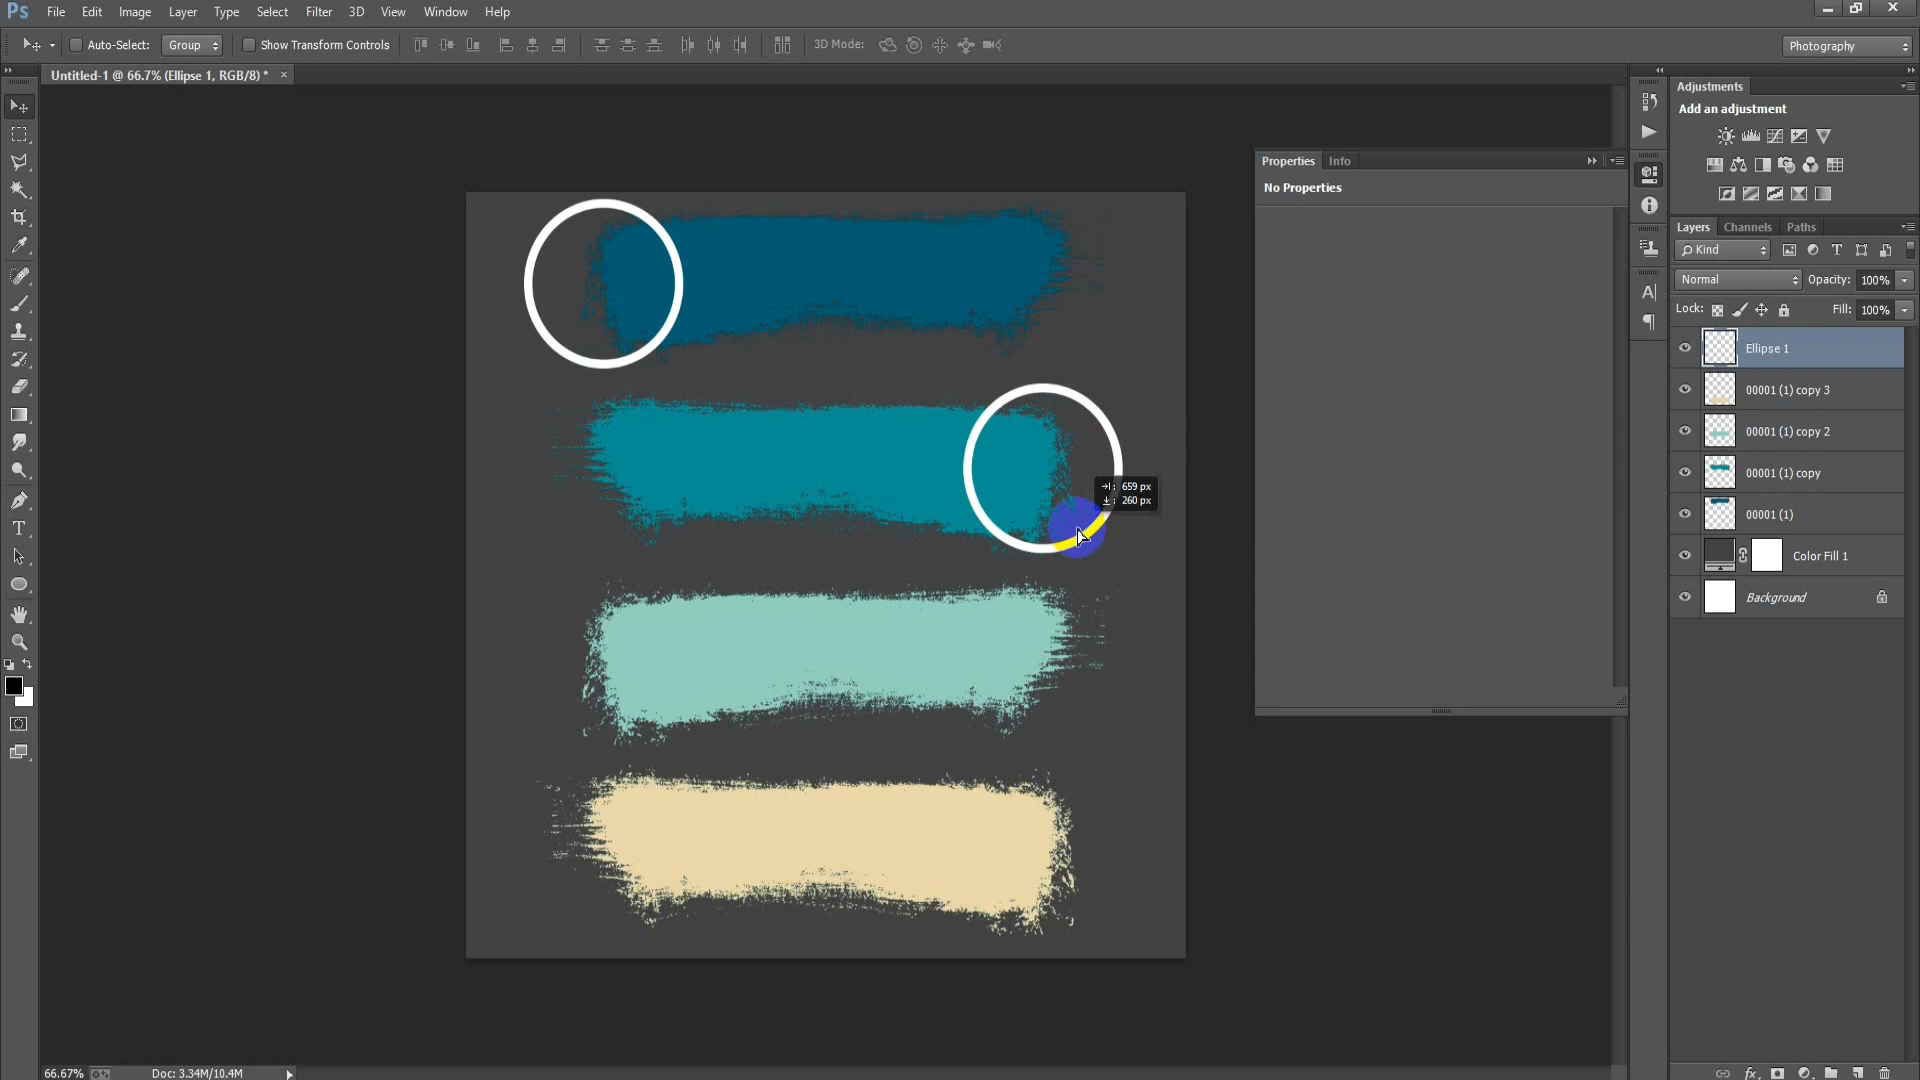 Ps File Edit Image Layer Type Select Filter 3D View Window Help
Auto-Select: Group Show Transform Controls 3D Mode: Photography
Untitled-1 @ 66.7% (Ellipse 1, RGB/8) * ×
Adjustments
Add an adjustment
Properties Info
No Properties
Layers Channels Paths
Kind
Normal Opacity: 100%
Lock: Fill: 100%
Ellipse 1
00001 (1) copy 3
00001 (1) copy 2
00001 (1) copy
00001 (1)
Color Fill 1
Background
659 px
260 px
66.67% Doc: 3.34M/10.4M